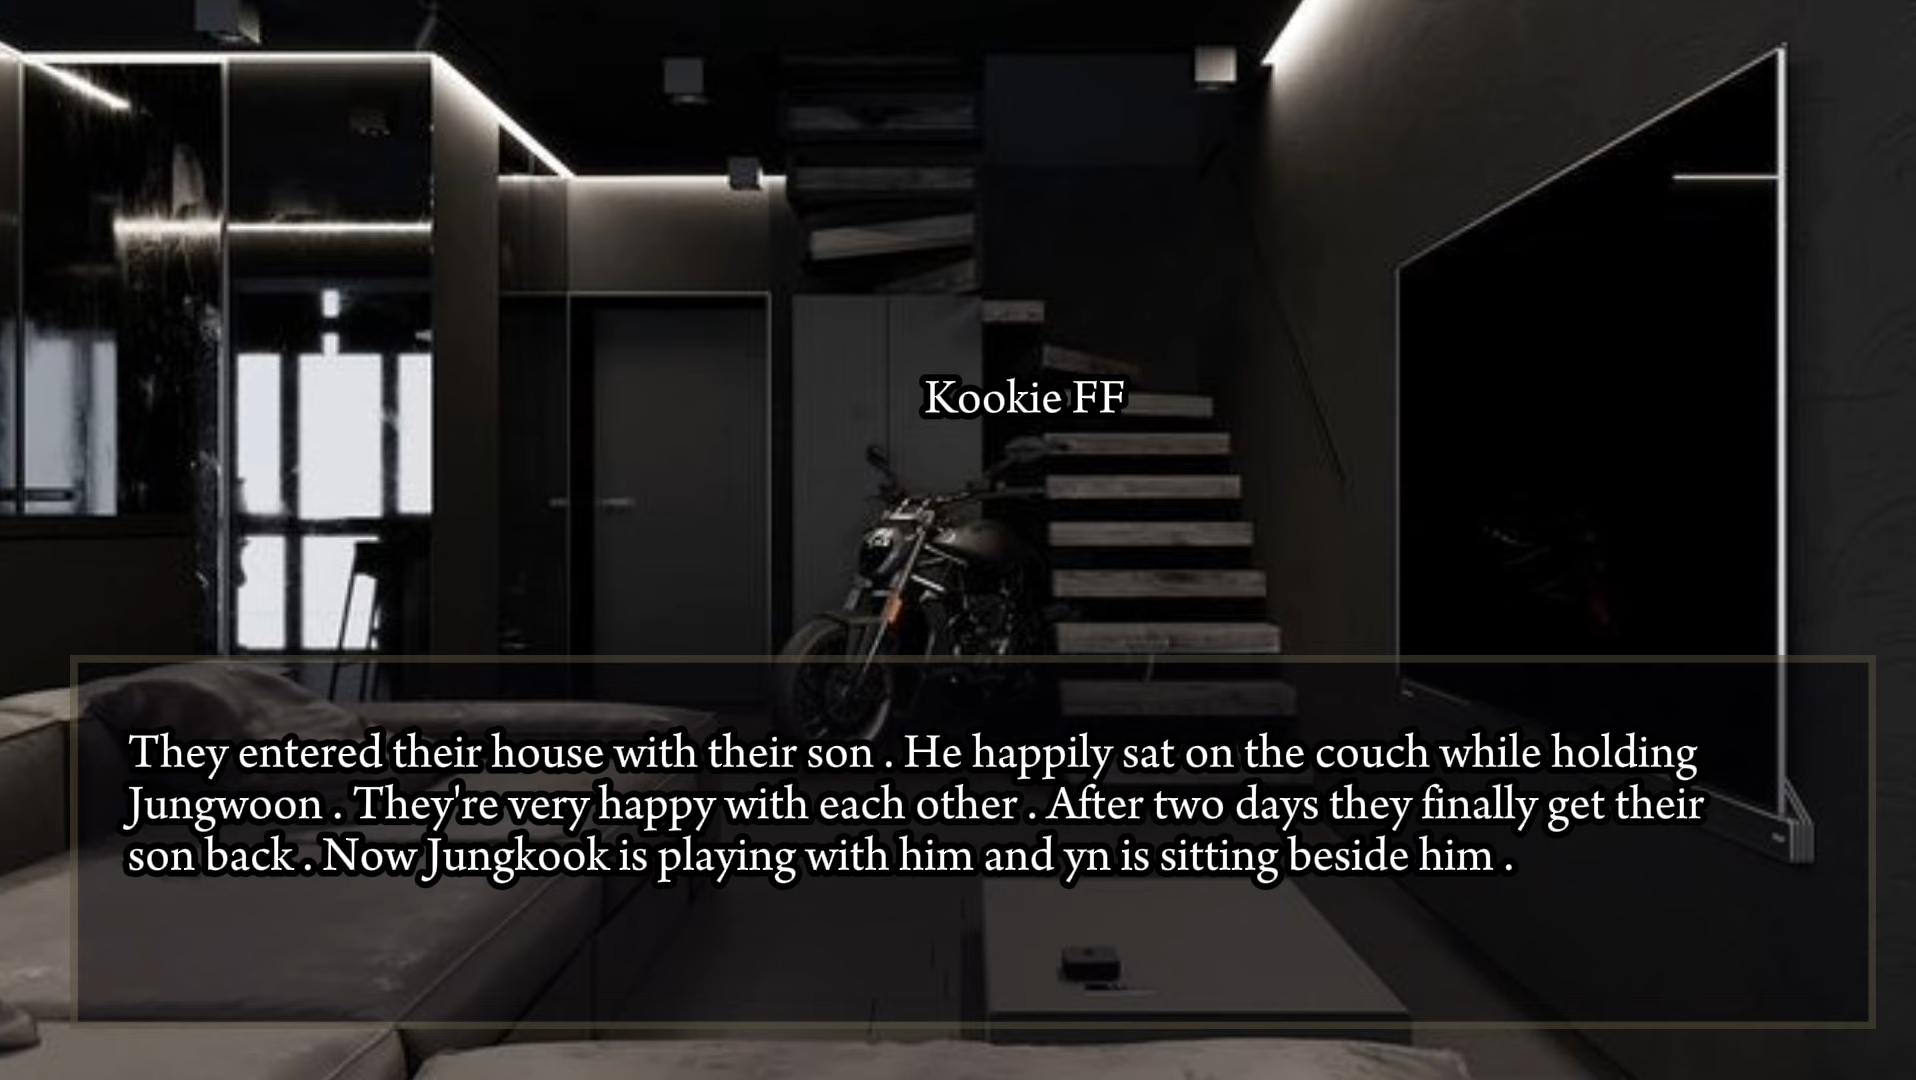 Kookie FF
They entered their house with their son . He happily sat on the couch while holding
Jungwoon . They're very happy with each other . After two days they finally get their
son back . Now Jungkook is playing with him and yn is sitting beside him .